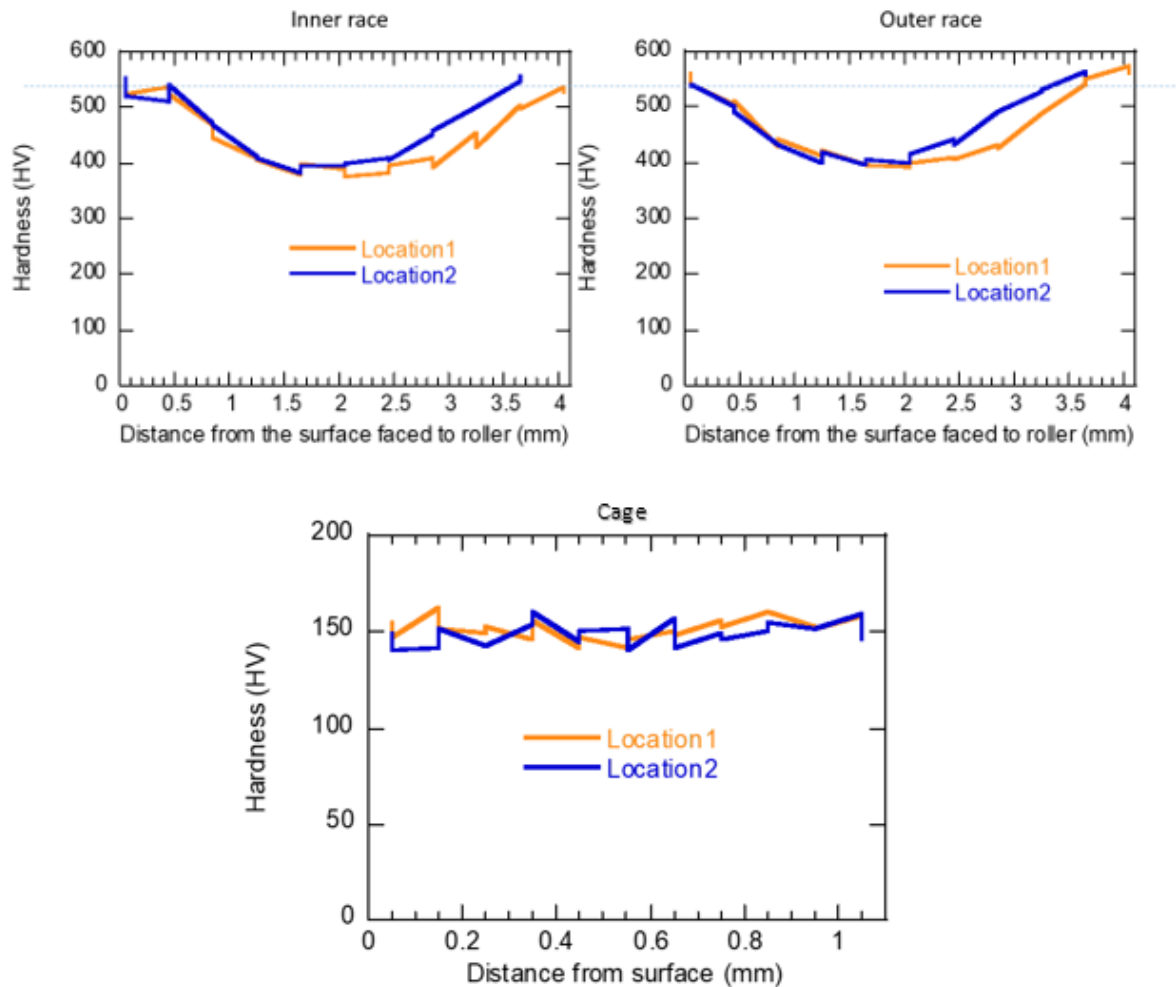 Inner race
Hardness (HV)
600
500
400
300
200
100
0
Location1
Location2
0 0.5 1 1.5 2 2.5 3 3.5 4
Distance from the surface faced to roller (mm)
Outer race
Hardness (HV)
600
500
400
300
200
100
0
Location1
Location2
0 0.5 1 1.5 2 2.5 3 3.5 4
Distance from the surface faced to roller (mm)
Cage
Hardness (HV)
200
150
100
50
0
Location1
Location2
0 0.2 0.4 0.6 0.8 1
Distance from surface (mm)